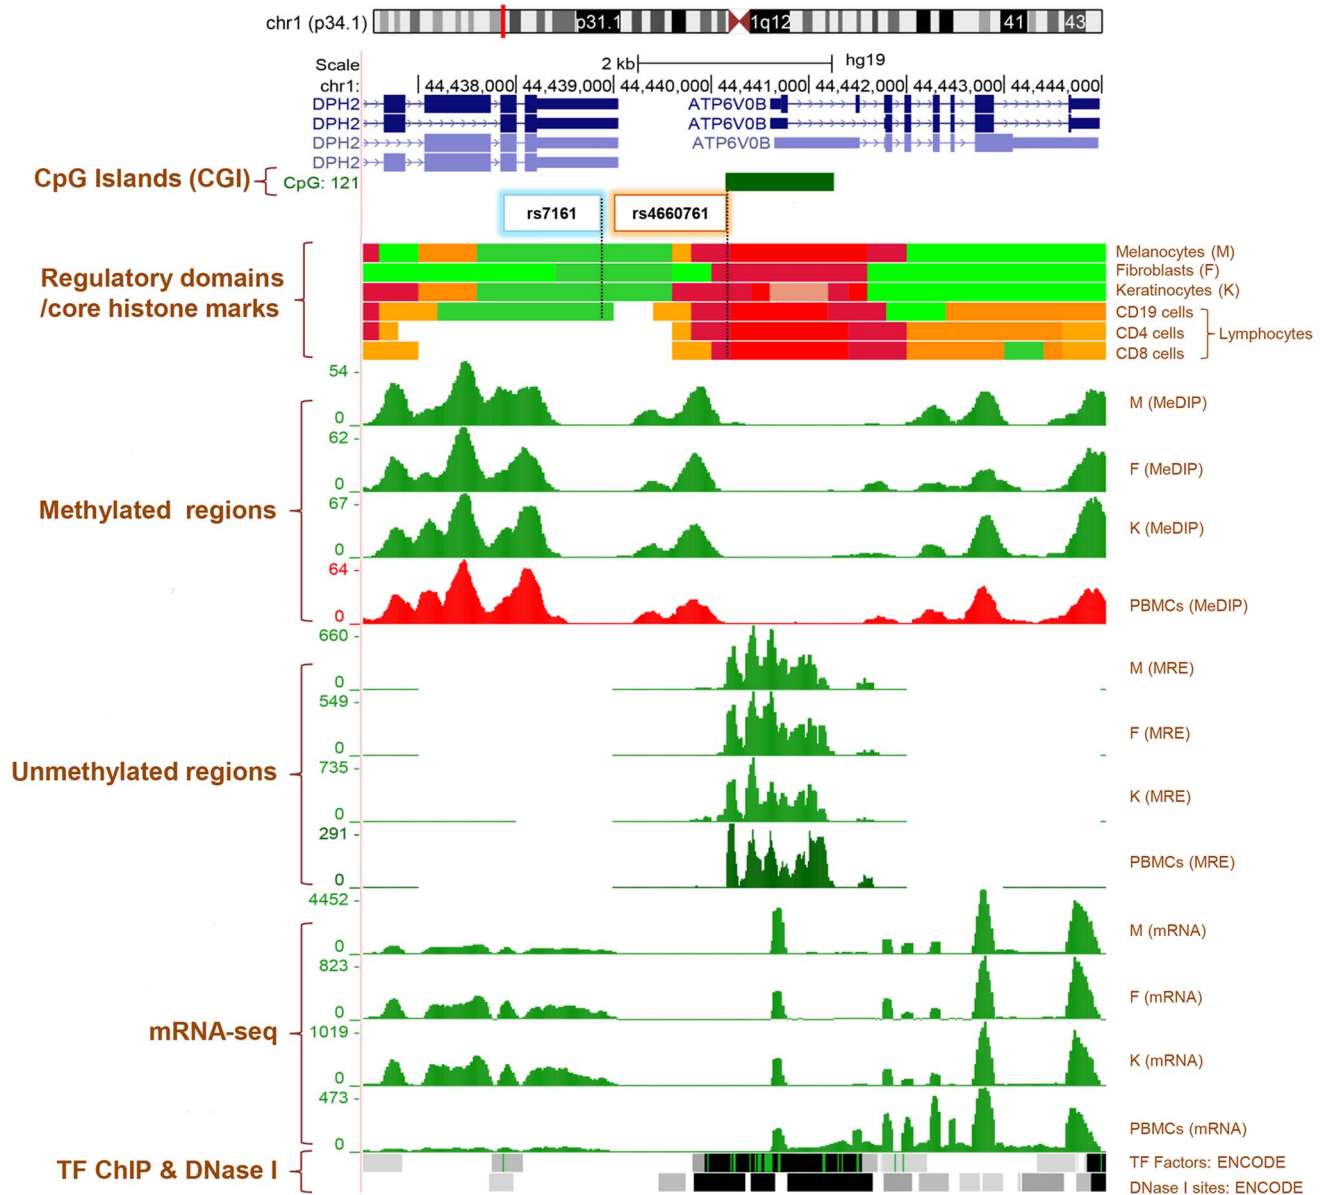 chr1 (p34.1) p31.1 1q12 41 43
Scale 2 kb hg19
chr1: 44,438,000 44,439,000 44,440,000 44,441,000 44,442,000 44,443,000 44,444,000
DPH2 ATP6V0B
DPH2 ATP6V0B
DPH2 ATP6V0B
DPH2
CpG Islands (CGI) CpG: 121
rs7161 rs4660761
Regulatory domains
/core histone marks
Melanocytes (M)
Fibroblasts (F)
Keratinocytes (K)
CD19 cells
CD4 cells
CD8 cells
Lymphocytes
Methylated regions
54 -
0
M (MeDIP)
62 -
0
F (MeDIP)
67 -
0
K (MeDIP)
64 -
0
PBMCs (MeDIP)
Unmethylated regions
660 -
0
M (MRE)
549 -
0
F (MRE)
735 -
0
K (MRE)
291 -
0
PBMCs (MRE)
mRNA-seq
4452 -
0
M (mRNA)
823 -
0
F (mRNA)
1019 -
0
K (mRNA)
473 -
0
PBMCs (mRNA)
TF ChIP & DNase I
TF Factors: ENCODE
DNase I sites: ENCODE